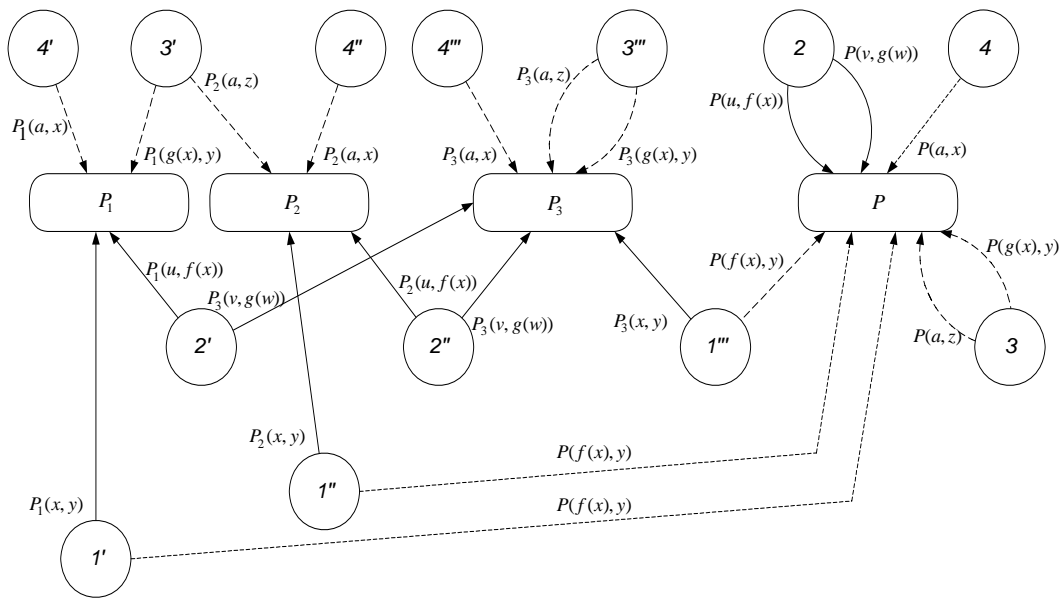 4'
3'
4''
4'''
3'''
2
4
P₂(a, z)
P₃(a, z)
P(v, g(w))
P(u, f(x))
P₁(a, x)
P₁(g(x), y)
P₂(a, x)
P₃(a, x)
P₃(g(x), y)
P(a, x)
P₁
P₂
P₃
P
P₁(u, f(x))
P₂(u, f(x))
P(f(x), y)
P(g(x), y)
P₃(v, g(w))
P₃(v, g(w))
P₃(x, y)
P(a, z)
2'
2''
1'''
3
P₂(x, y)
P(f(x), y)
1''
P₁(x, y)
P(f(x), y)
1'